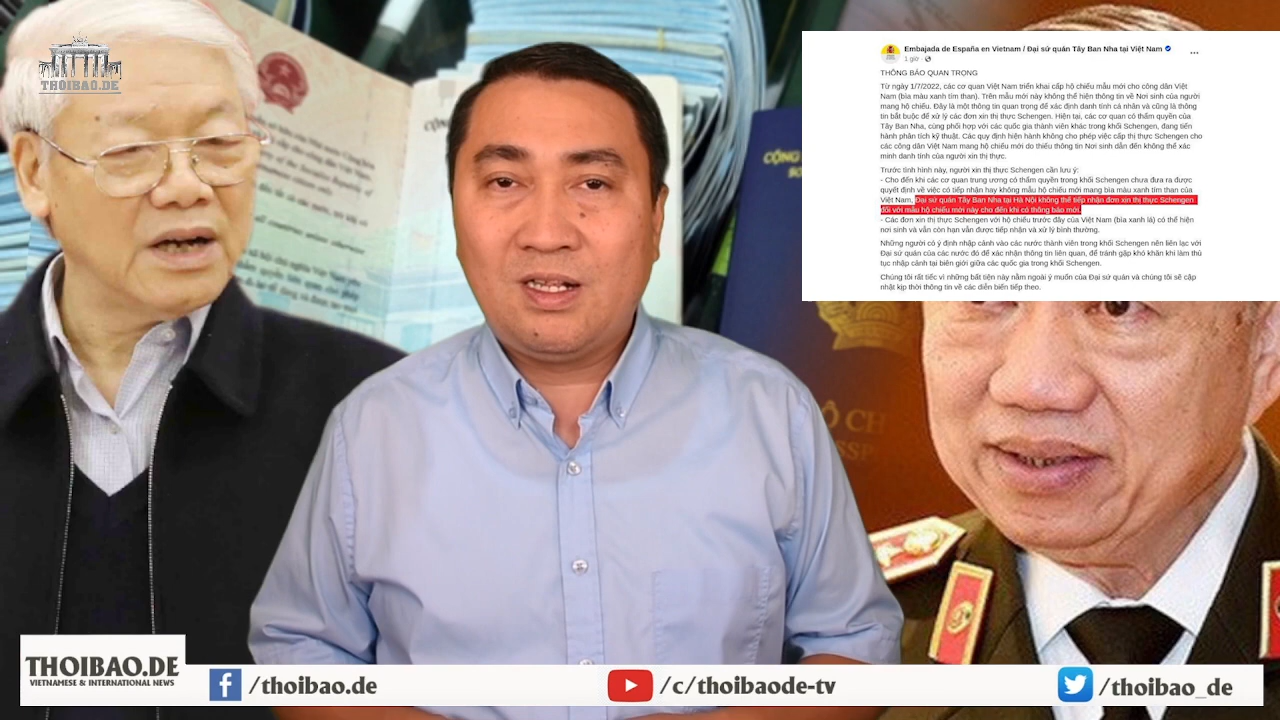 THOIBAO.DE
Embajada de España en Vietnam / Đại sứ quán Tây Ban Nha tại Việt Nam
1 giờ
THÔNG BÁO QUAN TRỌNG
Từ ngày 1/7/2022, các cơ quan Việt Nam triển khai cấp hộ chiếu mẫu mới cho công dân Việt
Nam (bìa màu xanh tím than). Trên mẫu mới này không thể hiện thông tin về Nơi sinh của người
mang hộ chiếu. Đây là một thông tin quan trọng để xác định danh tính cá nhân và cũng là thông
tin bắt buộc để xử lý các đơn xin thị thực Schengen. Hiện tại, các cơ quan có thẩm quyền của
Tây Ban Nha, cùng phối hợp với các quốc gia thành viên khác trong khối Schengen, đang tiến
hành phân tích kỹ thuật. Các quy định hiện hành không cho phép việc cấp thị thực Schengen cho
các công dân Việt Nam mang hộ chiếu mới do thiếu thông tin Nơi sinh dẫn đến không thể xác
minh danh tính của người xin thị thực.
Trước tình hình này, người xin thị thực Schengen cần lưu ý:
- Cho đến khi các cơ quan trung ương có thẩm quyền trong khối Schengen chưa đưa ra được
quyết định về việc có tiếp nhận hay không mẫu hộ chiếu mới mang bìa màu xanh tím than của
Việt Nam, Đại sứ quán Tây Ban Nha tại Hà Nội không thể tiếp nhận đơn xin thị thực Schengen
đối với mẫu hộ chiếu mới này cho đến khi có thông báo mới.
- Các đơn xin thị thực Schengen với hộ chiếu trước đây của Việt Nam (bìa xanh lá) có thể hiện
nơi sinh và vẫn còn hạn vẫn được tiếp nhận và xử lý bình thường.
Những người có ý định nhập cảnh vào các nước thành viên trong khối Schengen nên liên lạc với
Đại sứ quán của các nước đó để xác nhận thông tin liên quan, để tránh gặp khó khăn khi làm thủ
tục nhập cảnh tại biên giới giữa các quốc gia trong khối Schengen.
Chúng tôi rất tiếc vì những bất tiện này nằm ngoài ý muốn của Đại sứ quán và chúng tôi sẽ cập
nhật kịp thời thông tin về các diễn biến tiếp theo.
THOIBAO.DE
VIETNAMESE & INTERNATIONAL NEWS
/thoibao.de
/c/thoibaode-tv
/thoibao_de